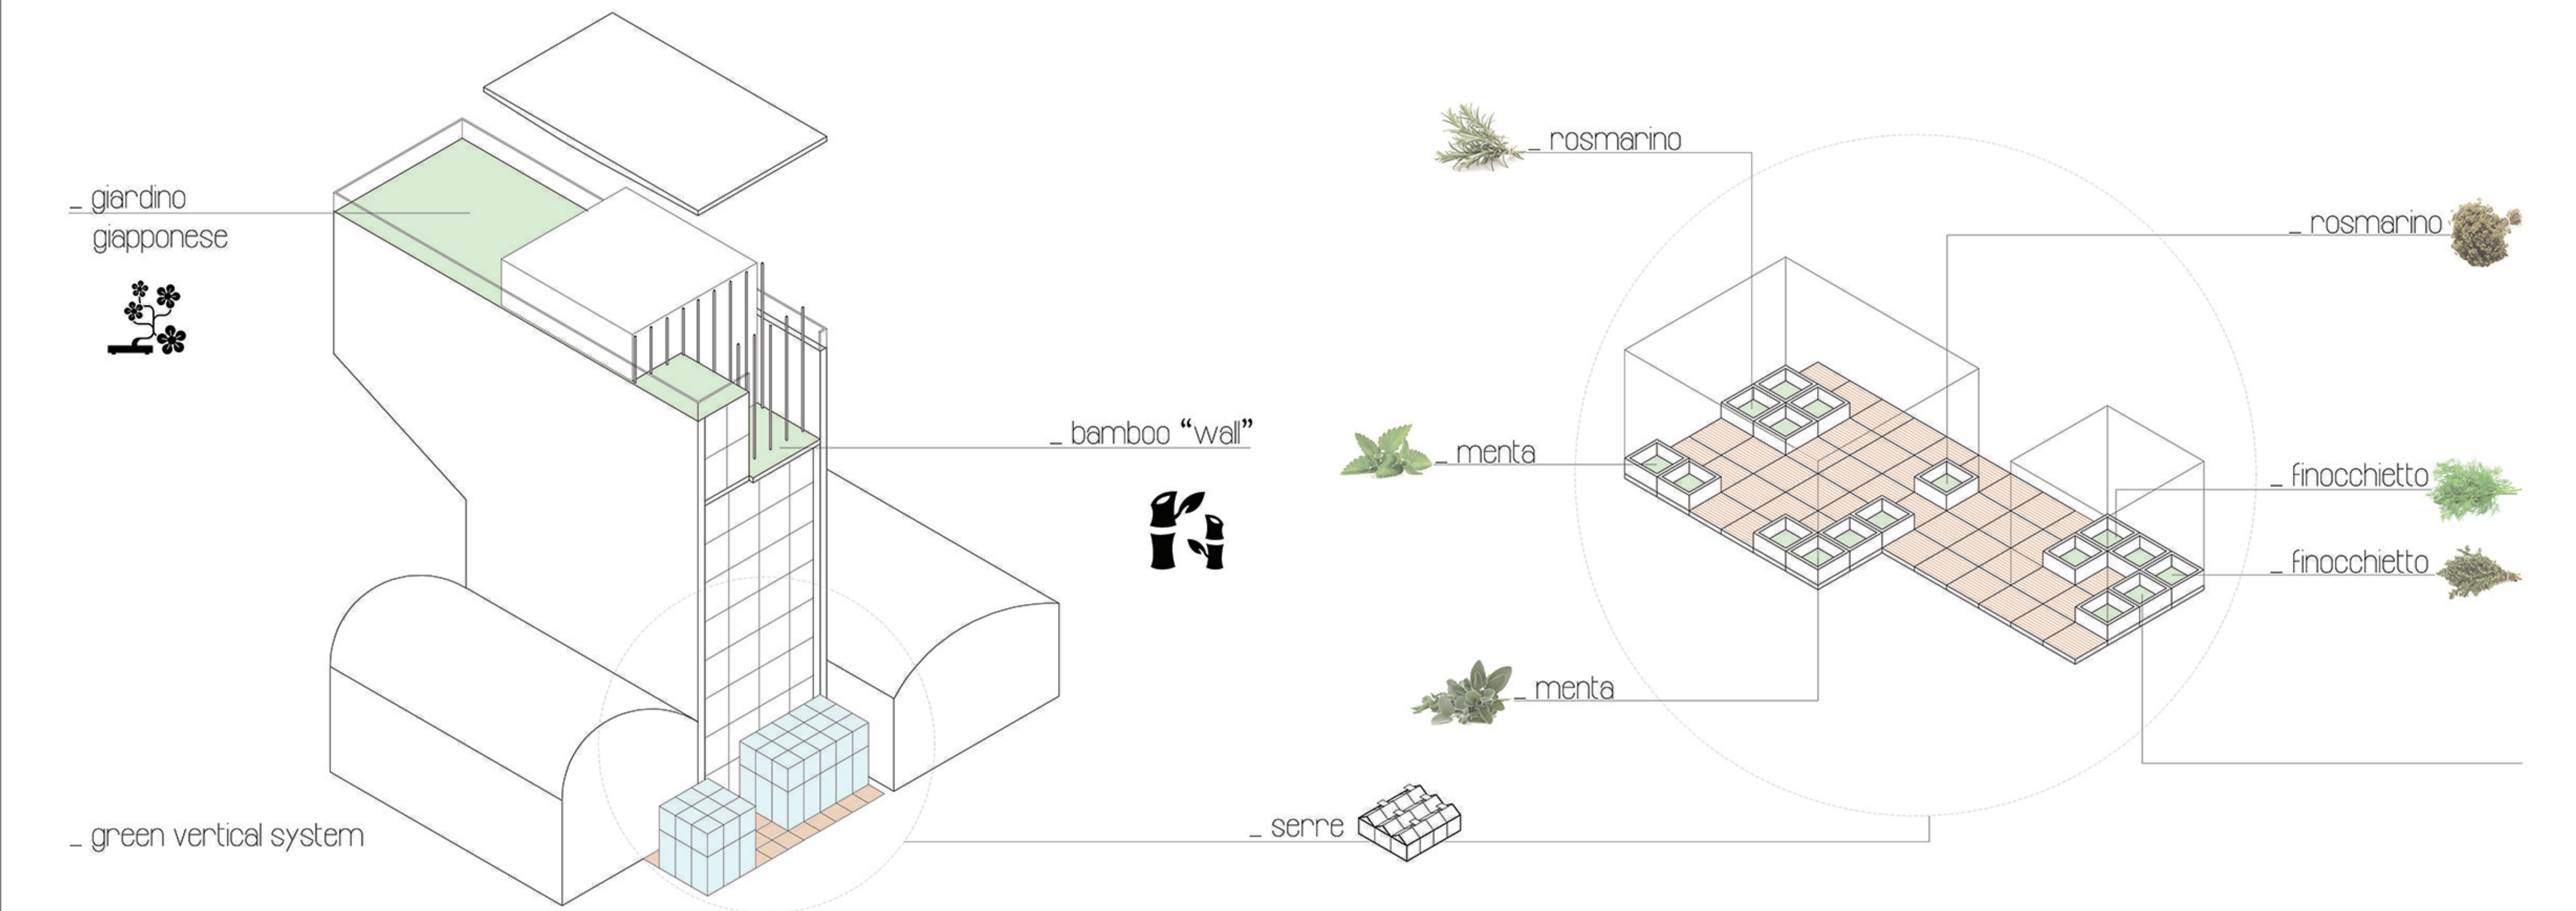 _ giardino
giapponese
_ bamboo “wall”
_ green vertical system
_ serre
_ rosmarino
_ rosmarino
_ menta
_ finocchietto
_ finocchietto
_ menta